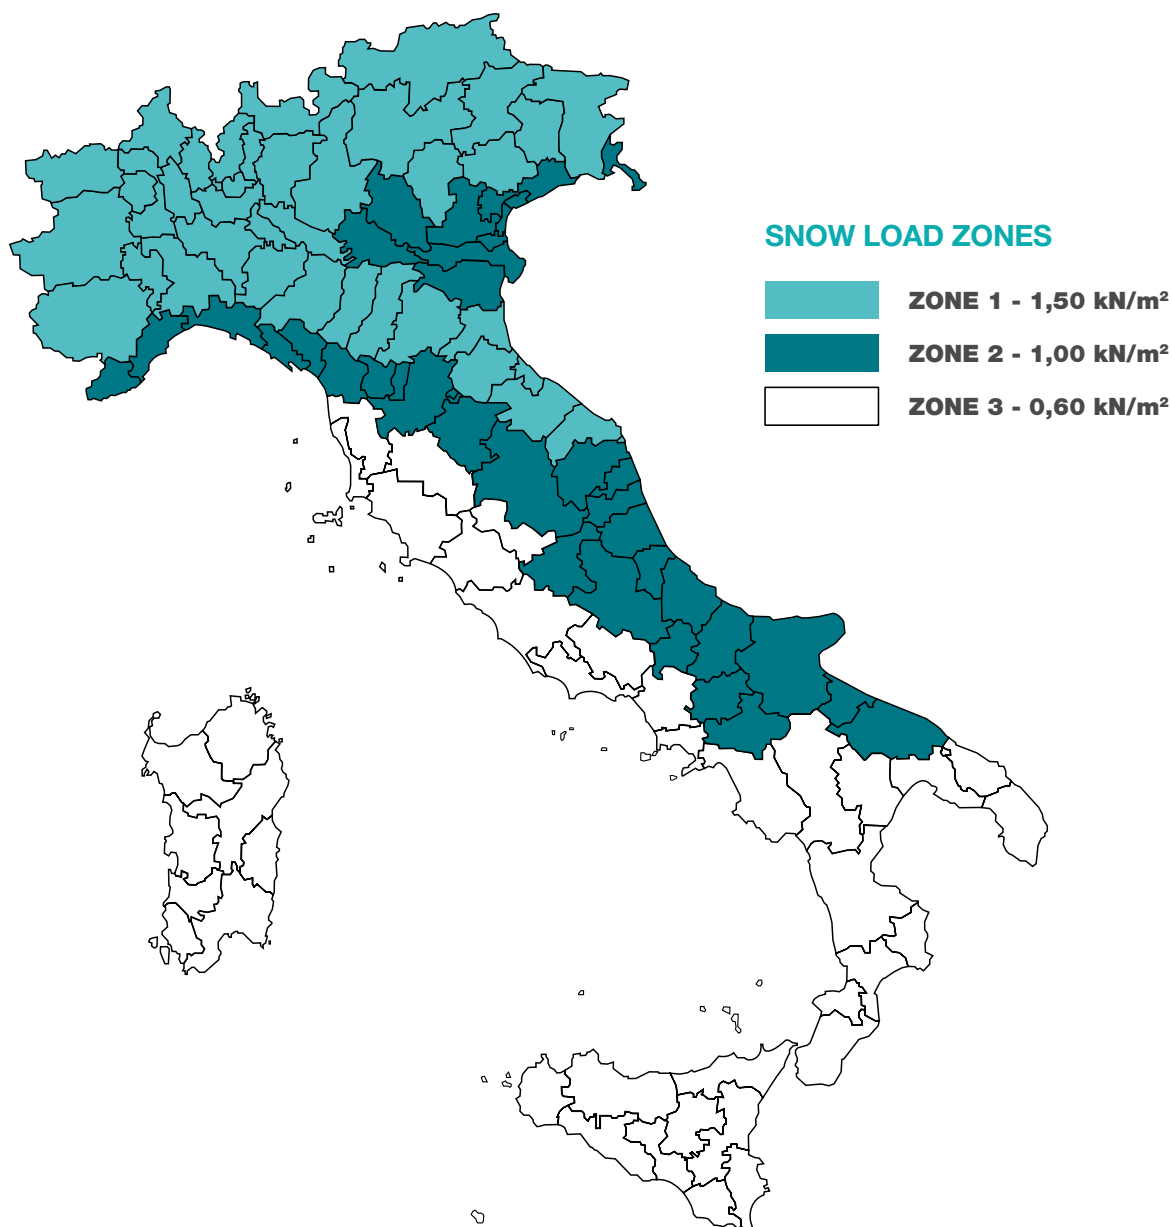 SNOW LOAD ZONES
ZONE 1 - 1,50 kN/m²
ZONE 2 - 1,00 kN/m²
ZONE 3 - 0,60 kN/m²